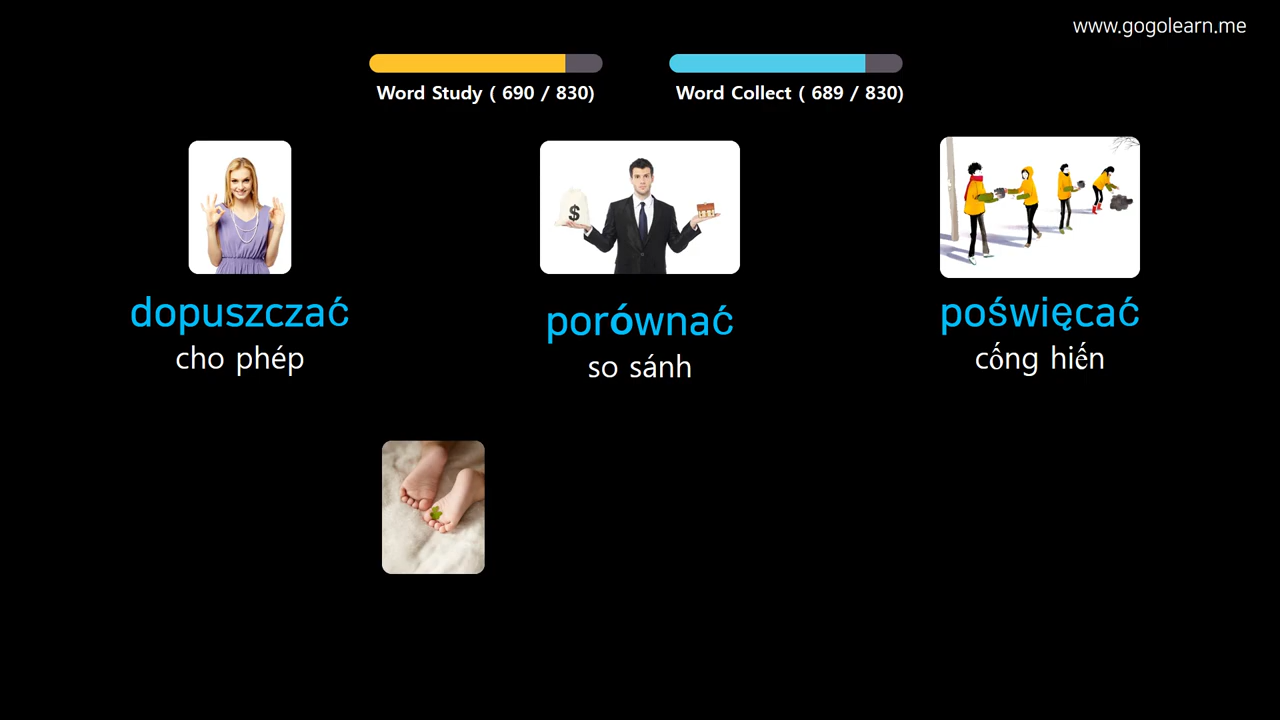 www.gogolearn.me
Word Study ( 690 / 830)
Word Collect ( 689 / 830)
dopuszczać
cho phép
porównać
so sánh
poświęcać
cống hiến